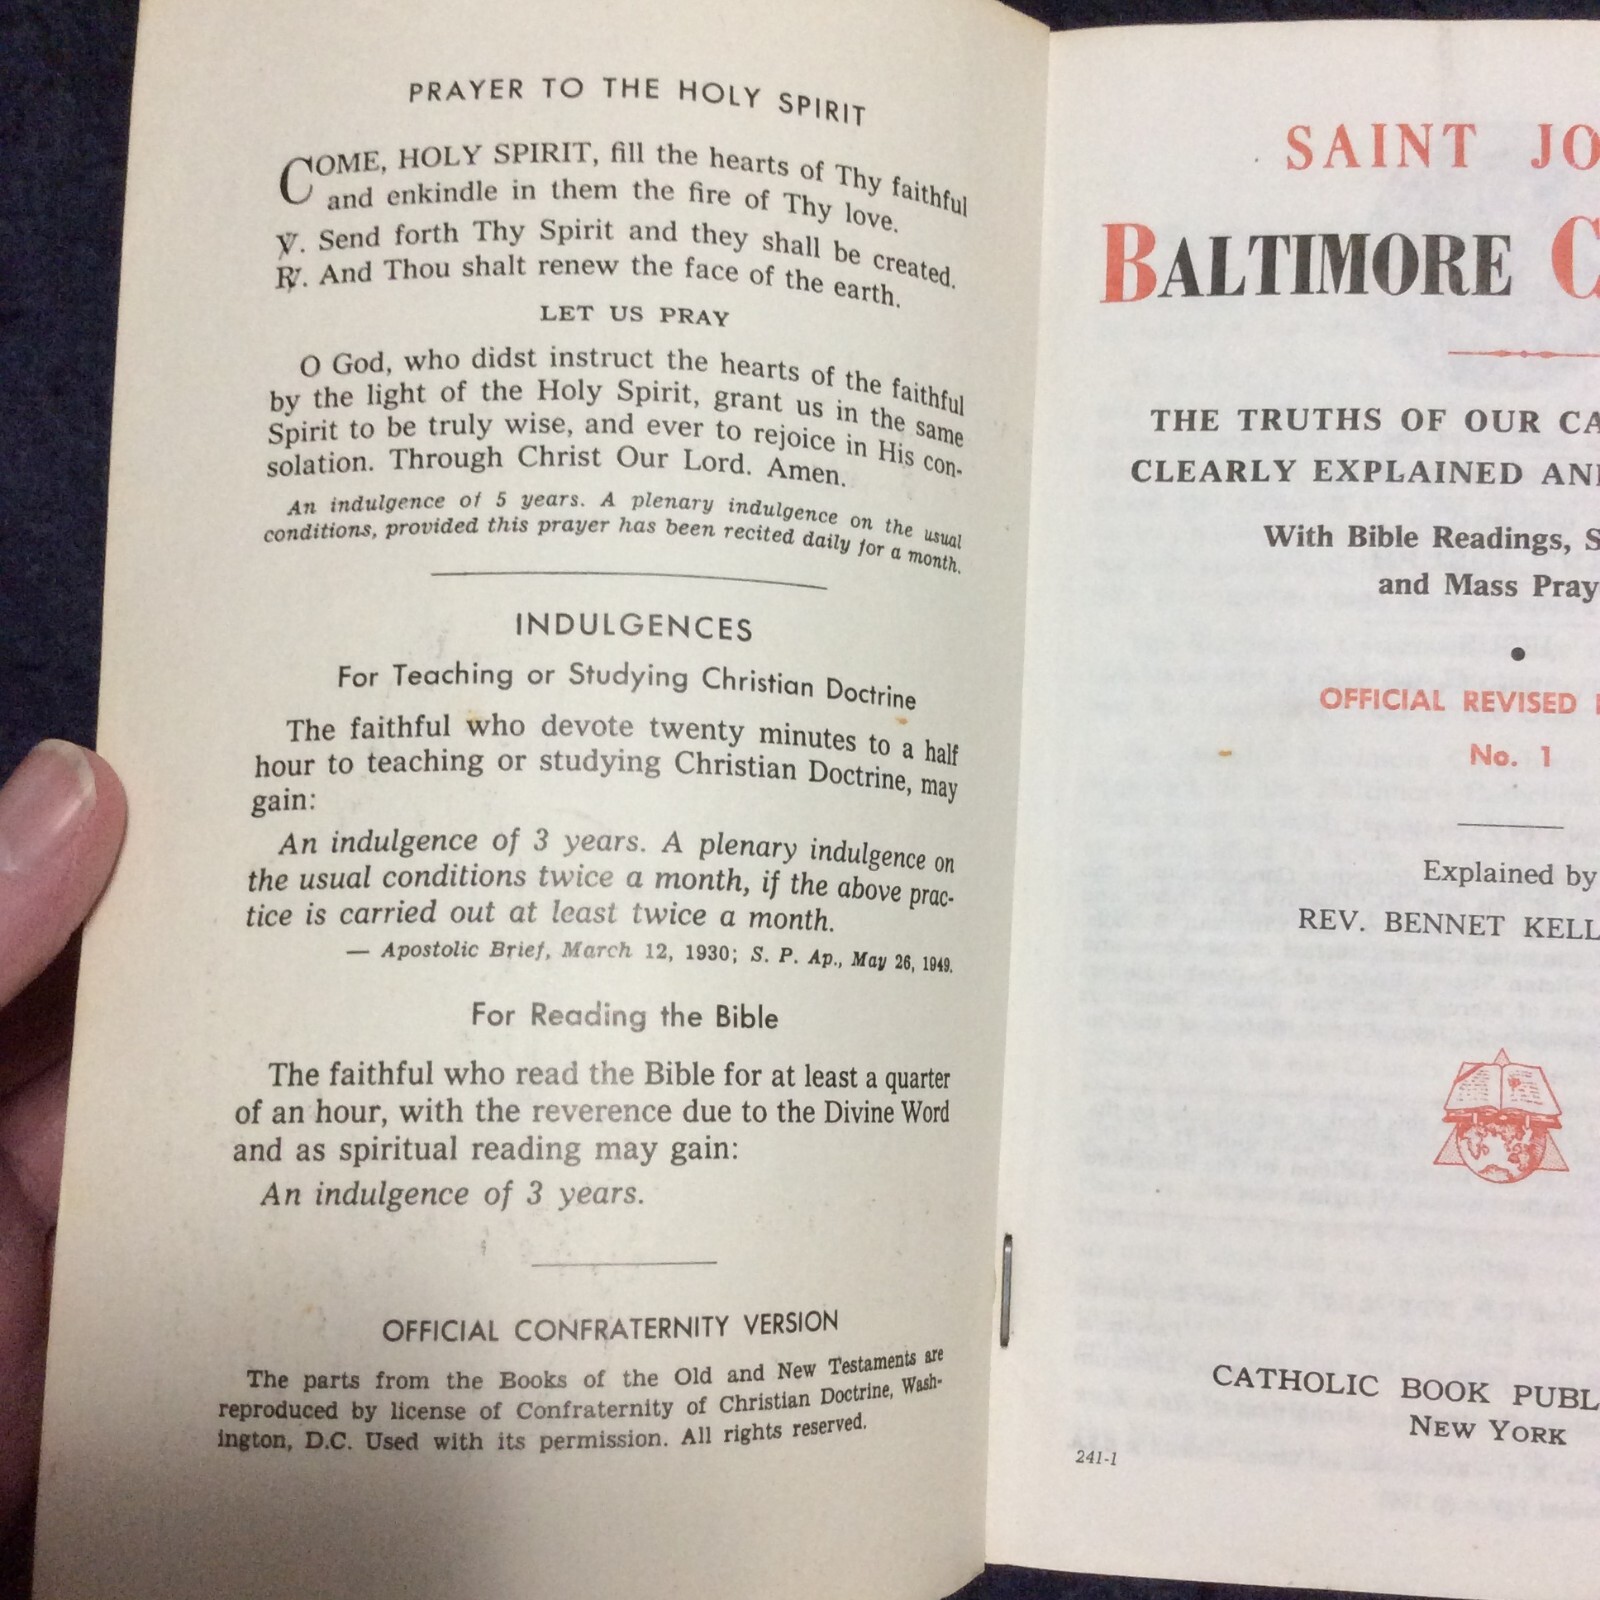 PRAYER TO THE HOLY SPIRIT
COME, HOLY SPIRIT, fill the hearts of Thy faithful
and enkindle in them the fire of Thy love.
℣. Send forth Thy Spirit and they shall be created.
℟. And Thou shalt renew the face of the earth.
LET US PRAY
O God, who didst instruct the hearts of the faithful
by the light of the Holy Spirit, grant us in the same
Spirit to be truly wise, and ever to rejoice in His con-
solation. Through Christ Our Lord. Amen.
An indulgence of 5 years. A plenary indulgence on the usual
conditions, provided this prayer has been recited daily for a month.
INDULGENCES
For Teaching or Studying Christian Doctrine
The faithful who devote twenty minutes to a half
hour to teaching or studying Christian Doctrine, may
gain:
An indulgence of 3 years. A plenary indulgence on
the usual conditions twice a month, if the above prac-
tice is carried out at least twice a month.
— Apostolic Brief, March 12, 1930; S. P. Ap., May 26, 1949.
For Reading the Bible
The faithful who read the Bible for at least a quarter
of an hour, with the reverence due to the Divine Word
and as spiritual reading may gain:
An indulgence of 3 years.
OFFICIAL CONFRATERNITY VERSION
The parts from the Books of the Old and New Testaments are
reproduced by license of Confraternity of Christian Doctrine, Wash-
ington, D.C. Used with its permission. All rights reserved.
SAINT JO
BALTIMORE C
THE TRUTHS OF OUR CA
CLEARLY EXPLAINED AN
With Bible Readings, S
and Mass Pray
OFFICIAL REVISED
No. 1
Explained by
REV. BENNET KELL
CATHOLIC BOOK PUBL
NEW YORK
241-1